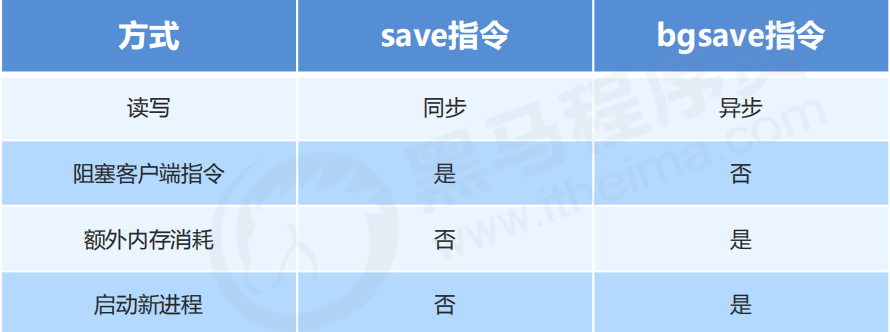 方式 save指令 bgsave指令
读写 同步 异步
阻塞客户端指令 是 否
额外内存消耗 否 是
启动新进程 否 是
黑马程序员
www.itheima.com